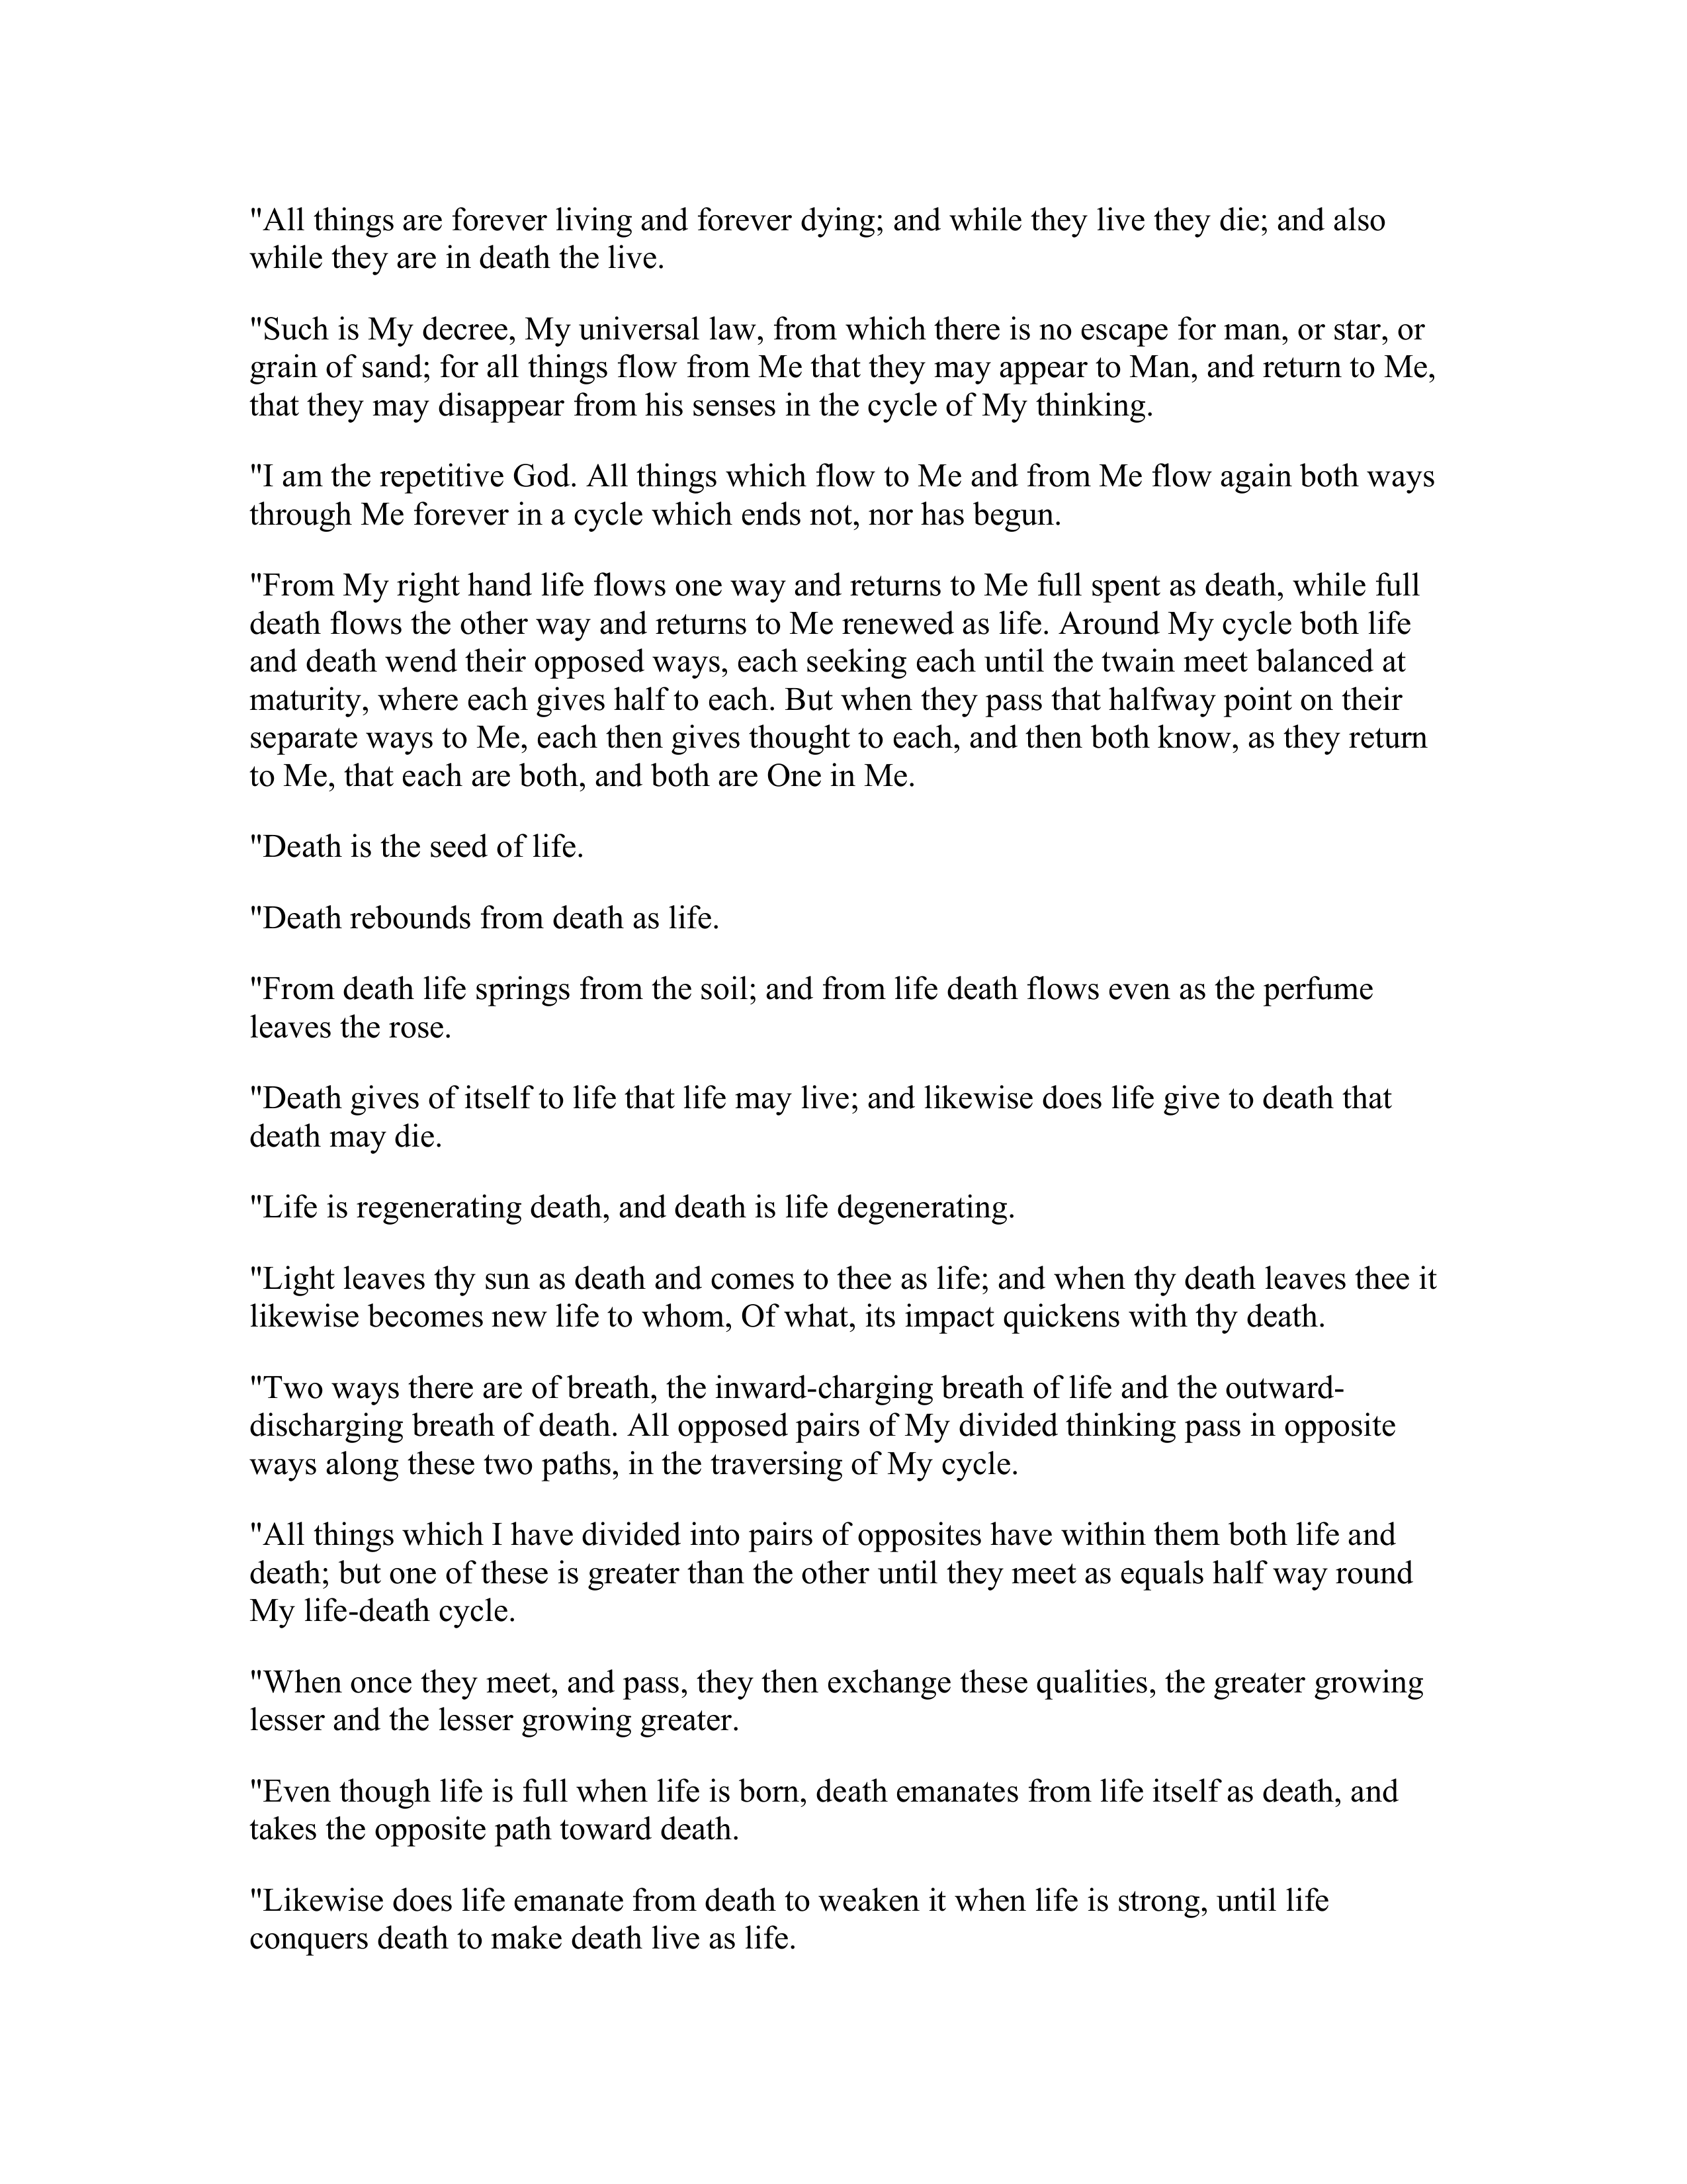 "All things are forever living and forever dying; and while they live they die; and also
while they are in death the live.
"Such is My decree, My universal law, from which there is no escape for man, or star, or
grain of sand; for all things flow from Me that they may appear to Man, and return to Me,
that they may disappear from his senses in the cycle of My thinking.
"I am the repetitive God. All things which flow to Me and from Me flow again both ways
through Me forever in a cycle which ends not, nor has begun.
"From My right hand life flows one way and returns to Me full spent as death, while full
death flows the other way and returns to Me renewed as life. Around My cycle both life
and death wend their opposed ways, each seeking each until the twain meet balanced at
maturity, where each gives half to each. But when they pass that halfway point on their
separate ways to Me, each then gives thought to each, and then both know, as they return
to Me, that each are both, and both are One in Me.
"Death is the seed of life.
"Death rebounds from death as life.
"From death life springs from the soil; and from life death flows even as the perfume
leaves the rose.
"Death gives of itself to life that life may live; and likewise does life give to death that
death may die.
"Life is regenerating death, and death is life degenerating.
"Light leaves thy sun as death and comes to thee as life; and when thy death leaves thee it
likewise becomes new life to whom, Of what, its impact quickens with thy death.
"Two ways there are of breath, the inward-charging breath of life and the outward-
discharging breath of death. All opposed pairs of My divided thinking pass in opposite
ways along these two paths, in the traversing of My cycle.
"All things which I have divided into pairs of opposites have within them both life and
death; but one of these is greater than the other until they meet as equals half way round
My life-death cycle.
"When once they meet, and pass, they then exchange these qualities, the greater growing
lesser and the lesser growing greater.
"Even though life is full when life is born, death emanates from life itself as death, and
takes the opposite path toward death.
"Likewise does life emanate from death to weaken it when life is strong, until life
conquers death to make death live as life.